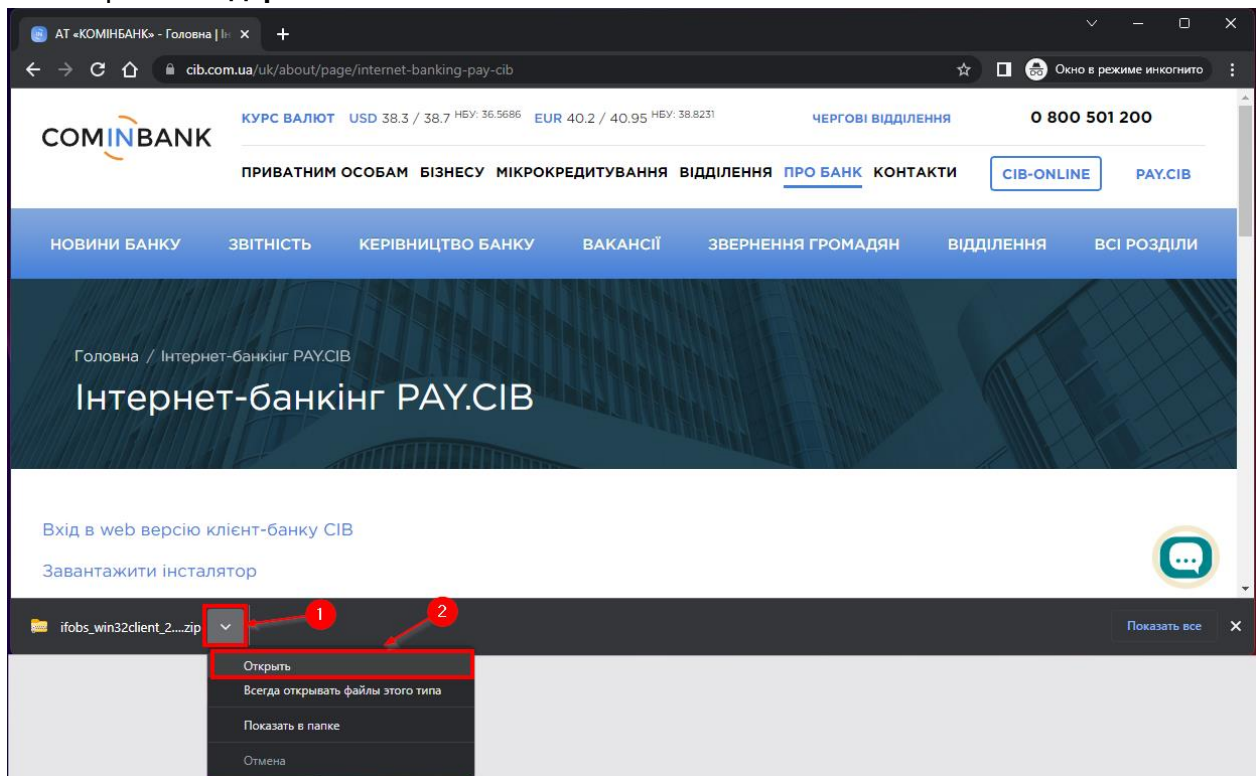 АТ «КОМІНБАНК» - Головна | Ін
cib.com.ua/uk/about/page/internet-banking-pay-cib
Окно в режиме инкогнито
COMINBANK
КУРС ВАЛЮТ USD 38.3 / 38.7 НБУ: 36.5686 EUR 40.2 / 40.95 НБУ: 38.8231 ЧЕРГОВІ ВІДДІЛЕННЯ 0 800 501 200
ПРИВАТНИМ ОСОБАМ БІЗНЕСУ МІКРОКРЕДИТУВАННЯ ВІДДІЛЕННЯ ПРО БАНК КОНТАКТИ CIB-ONLINE PAY.CIB
НОВИНИ БАНКУ ЗВІТНІСТЬ КЕРІВНИЦТВО БАНКУ ВАКАНСІЇ ЗВЕРНЕННЯ ГРОМАДЯН ВІДДІЛЕННЯ ВСІ РОЗДІЛИ
Головна / Інтернет-банкінг PAY.CIB
Інтернет-банкінг PAY.CIB
Вхід в web версію клієнт-банку CIB
Завантажити інсталятор
1
2
ifobs_win32client_2....zip
Показать все
Открыть
Всегда открывать файлы этого типа
Показать в папке
Отмена